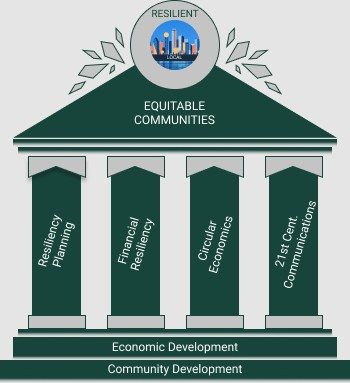 RESILIENT
LOCAL
EQUITABLE
COMMUNITIES
Resiliency
Planning
Financial
Resiliency
Circular
Economics
21st Cent.
Communications
Economic Development
Community Development